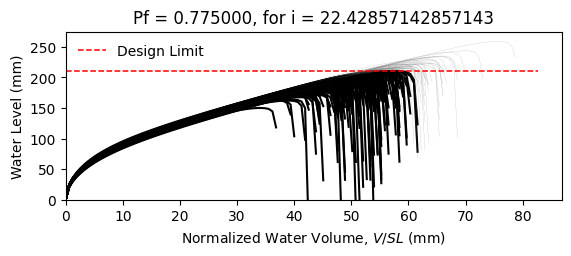 Pf = 0.775000, for i = 22.42857142857143
Water Level (mm)
250
200
150
100
50
0
Design Limit
0 10 20 30 40 50 60 70 80
Normalized Water Volume, V/SL (mm)